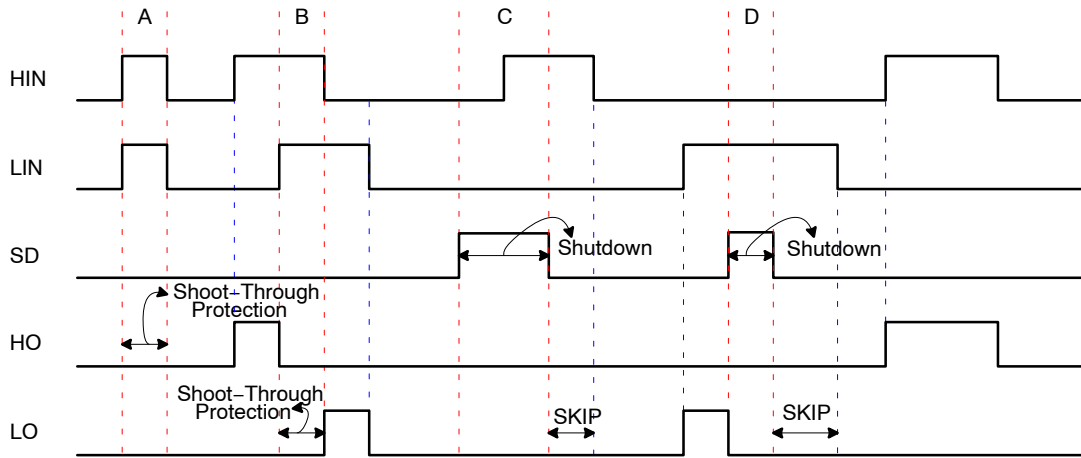 A
B
C
D
HIN
LIN
SD
Shutdown
Shutdown
Shoot-Through
Protection
HO
Shoot-Through
Protection
SKIP
SKIP
LO